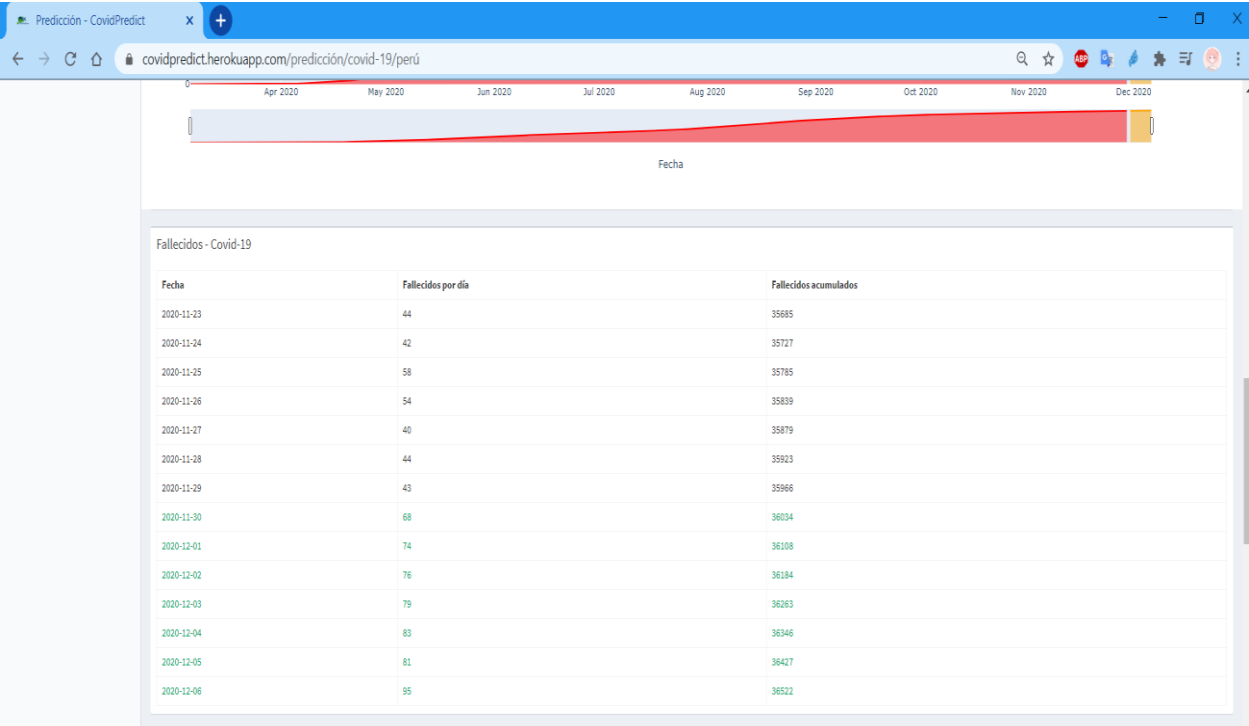 Predicción - CovidPredict
covidpredict.herokuapp.com/predicción/covid-19/perú
ABP
0
Apr 2020 May 2020 Jun 2020 Jul 2020 Aug 2020 Sep 2020 Oct 2020 Nov 2020 Dec 2020
Fecha
Fallecidos - Covid-19
Fecha Fallecidos por día Fallecidos acumulados
2020-11-23 44 35685
2020-11-24 42 35727
2020-11-25 58 35785
2020-11-26 54 35839
2020-11-27 40 35879
2020-11-28 44 35923
2020-11-29 43 35966
2020-11-30 68 36034
2020-12-01 74 36108
2020-12-02 76 36184
2020-12-03 79 36263
2020-12-04 83 36346
2020-12-05 81 36427
2020-12-06 95 36522